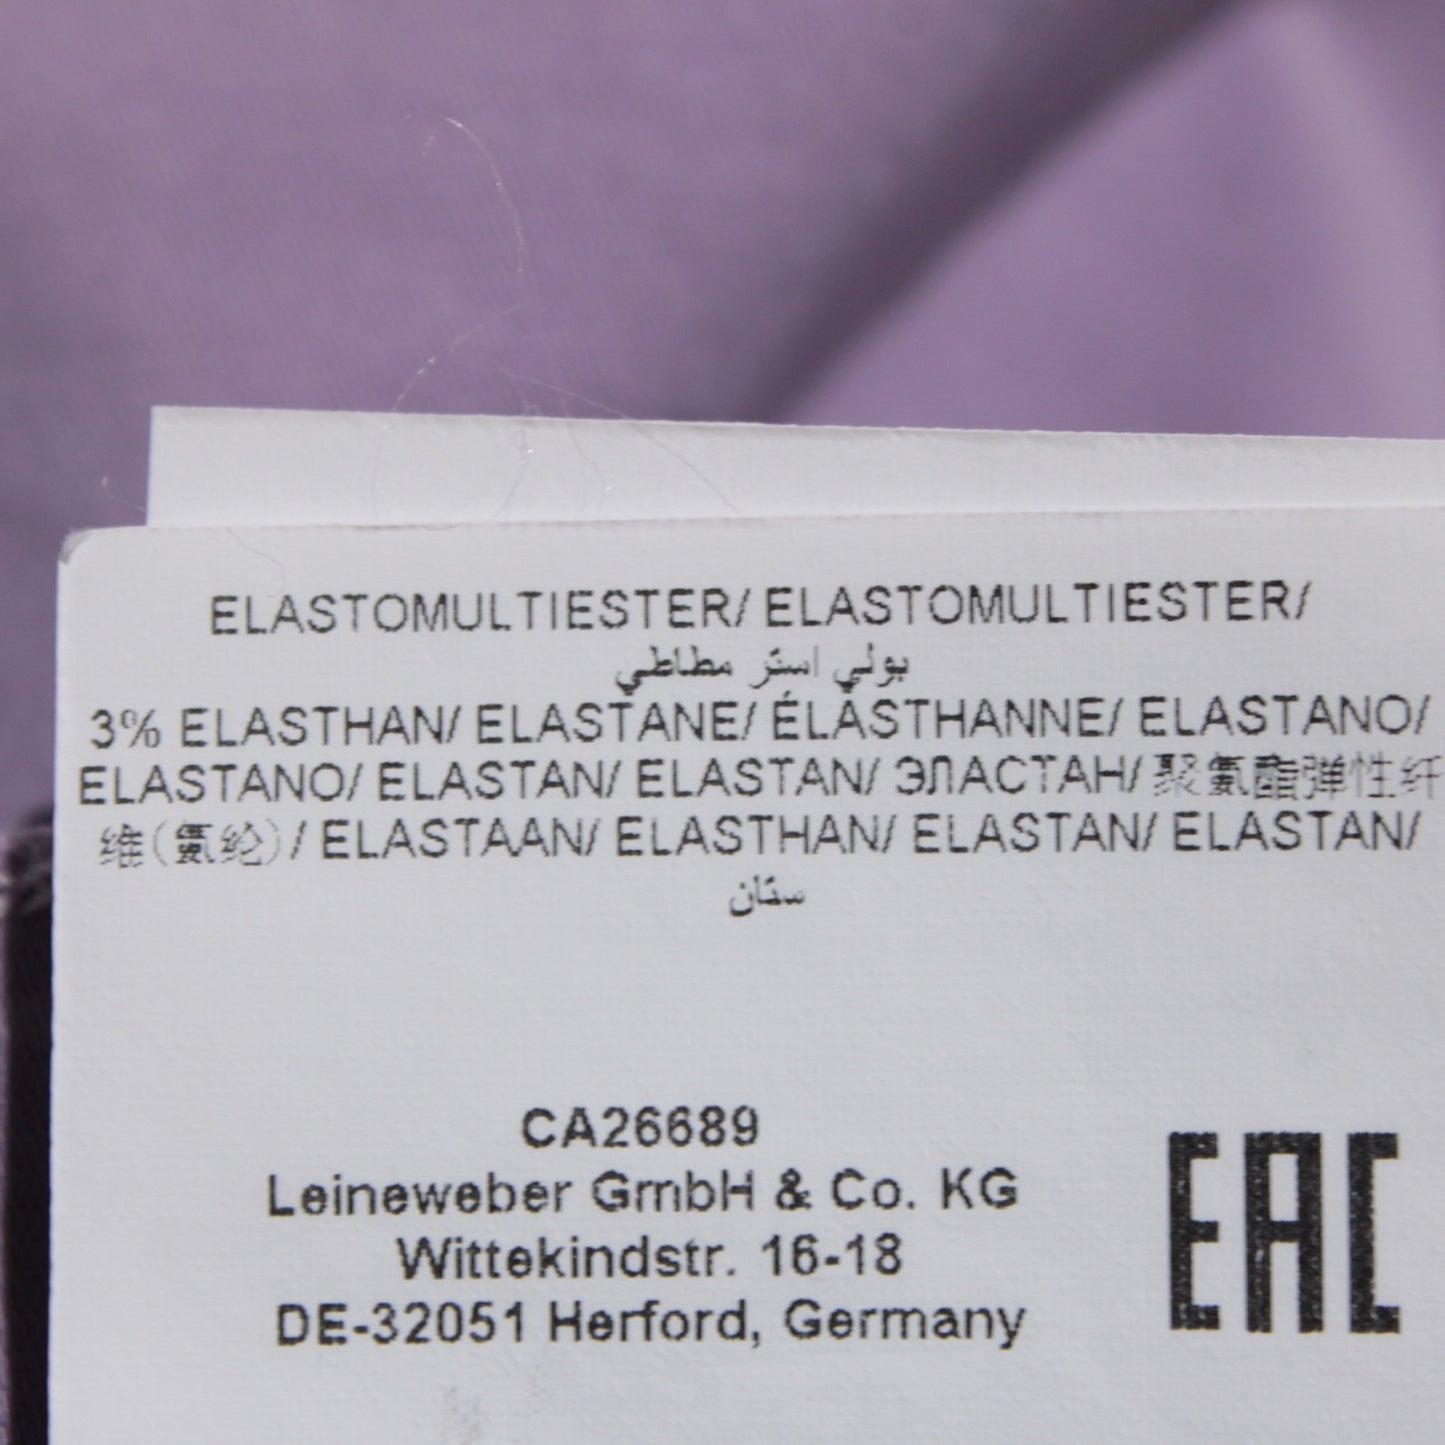 ELASTOMULTIESTER/ ELASTOMULTIESTER/
بولي استر مطاطي
3% ELASTHAN/ ELASTANE/ ÉLASTHANNE/ ELASTANO/
ELASTANO/ ELASTAN/ ELASTAN/ ЭЛАСТАН/ 聚氨酯弹性纤
维(氨纶)/ ELASTAAN/ ELASTHAN/ ELASTAN/ ELASTAN/
ستان
CA26689
Leineweber GmbH & Co. KG
Wittekindstr. 16-18
DE-32051 Herford, Germany
EAC